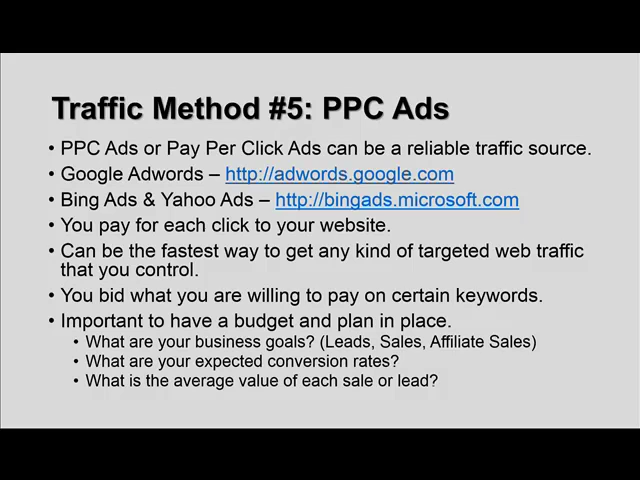 Traffic Method #5: PPC Ads
• PPC Ads or Pay Per Click Ads can be a reliable traffic source.
• Google Adwords – http://adwords.google.com
• Bing Ads & Yahoo Ads – http://bingads.microsoft.com
• You pay for each click to your website.
• Can be the fastest way to get any kind of targeted web traffic
that you control.
• You bid what you are willing to pay on certain keywords.
• Important to have a budget and plan in place.
• What are your business goals? (Leads, Sales, Affiliate Sales)
• What are your expected conversion rates?
• What is the average value of each sale or lead?